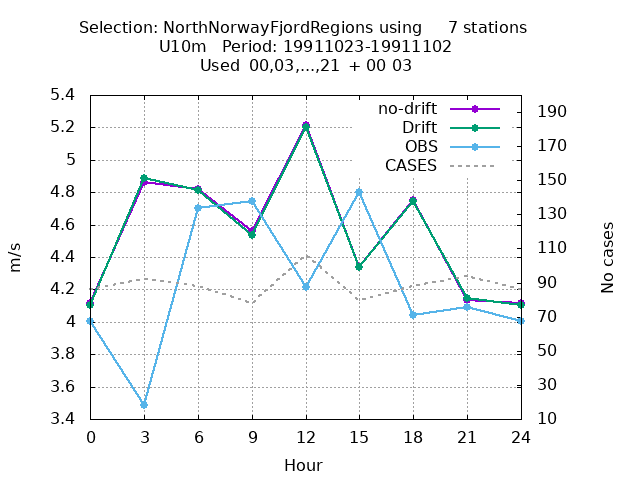 Selection: NorthNorwayFjordRegions using     7 stations
U10m   Period: 19911023-19911102
Used  00,03,...,21 + 00 03
no-drift
Drift
OBS
CASES
5.4
5.2
5
4.8
4.6
4.4
4.2
4
3.8
3.6
3.4
190
170
150
130
110
90
70
50
30
10
m/s
No cases
0 3 6 9 12 15 18 21 24
Hour